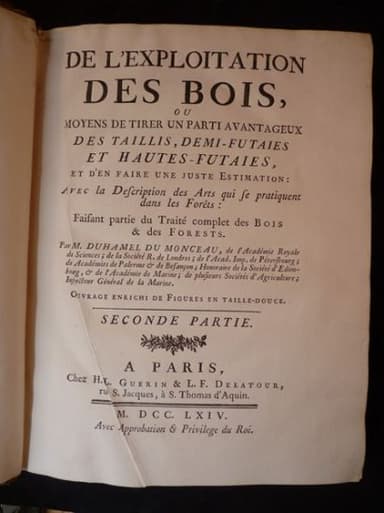 DE L'EXPLOITATION
DES BOIS,
OU
MOYENS DE TIRER UN PARTI AVANTAGEUX
DES TAILLIS, DEMI-FUTAIES
ET HAUTES-FUTAIES,
ET D'EN FAIRE UNE JUSTE ESTIMATION:
AVEC la Description des Arts qui se pratiquent
dans les Forêts:
Faisant partie du Traité complet des BOIS
& des FORESTS.
Par M. DUHAMEL DU MONCEAU, de l'Académie Royale
de Sciences; de la Société R. de Londres; de l'Acad. Imp. de Pétersbourg;
de Académies de Palerme & de Besançon; Honoraire de la Société d'Edim-
bourg, & de l'Académie de Marine; de plusieurs Sociétés d'Agriculture;
Inspecteur Général de la Marine.
OUVRAGE ENRICHI DE FIGURES EN TAILLE-DOUCE.
SECONDE PARTIE.
A PARIS,
Chez H.L. GUERIN & L.F. DELATOUR,
rue S. Jacques, à S. Thomas d'Aquin.
M. DCC. LXIV.
Avec Approbation & Privilege du Roi.